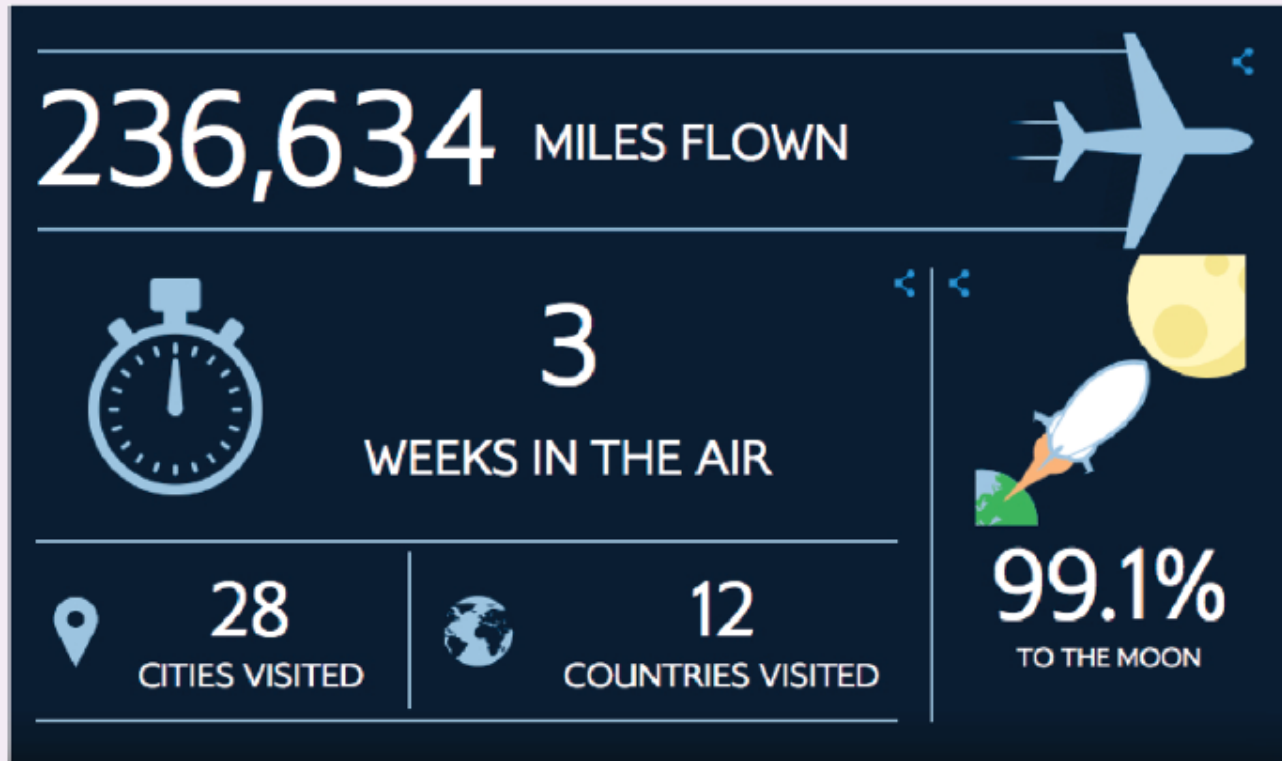 236,634 MILES FLOWN
3
WEEKS IN THE AIR
28
CITIES VISITED
12
COUNTRIES VISITED
99.1%
TO THE MOON